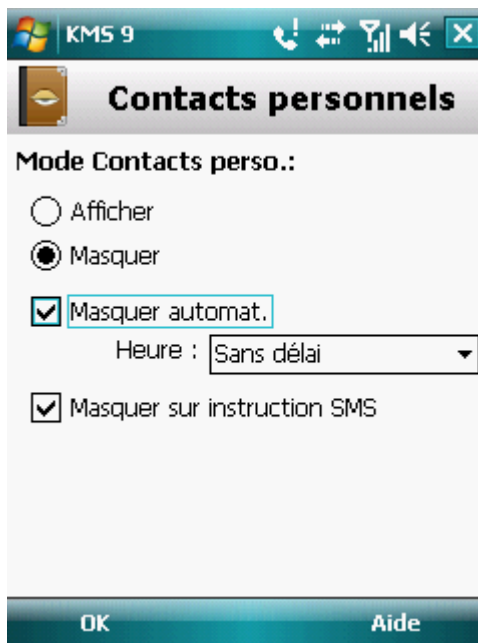 KMS 9
Contacts personnels
Mode Contacts perso.:
Afficher
Masquer
Masquer automat.
Heure : Sans délai
Masquer sur instruction SMS
OK Aide